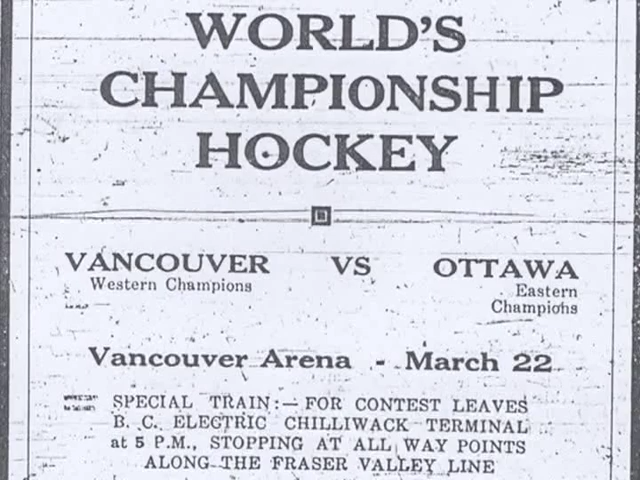 WORLD'S
CHAMPIONSHIP
HOCKEY
VANCOUVER VS OTTAWA
Western Champions Eastern
Champions
Vancouver Arena - March 22
SPECIAL TRAIN:— FOR CONTEST LEAVES
B. C. ELECTRIC CHILLIWACK TERMINAL
at 5 P.M., STOPPING AT ALL WAY POINTS
ALONG THE FRASER VALLEY LINE